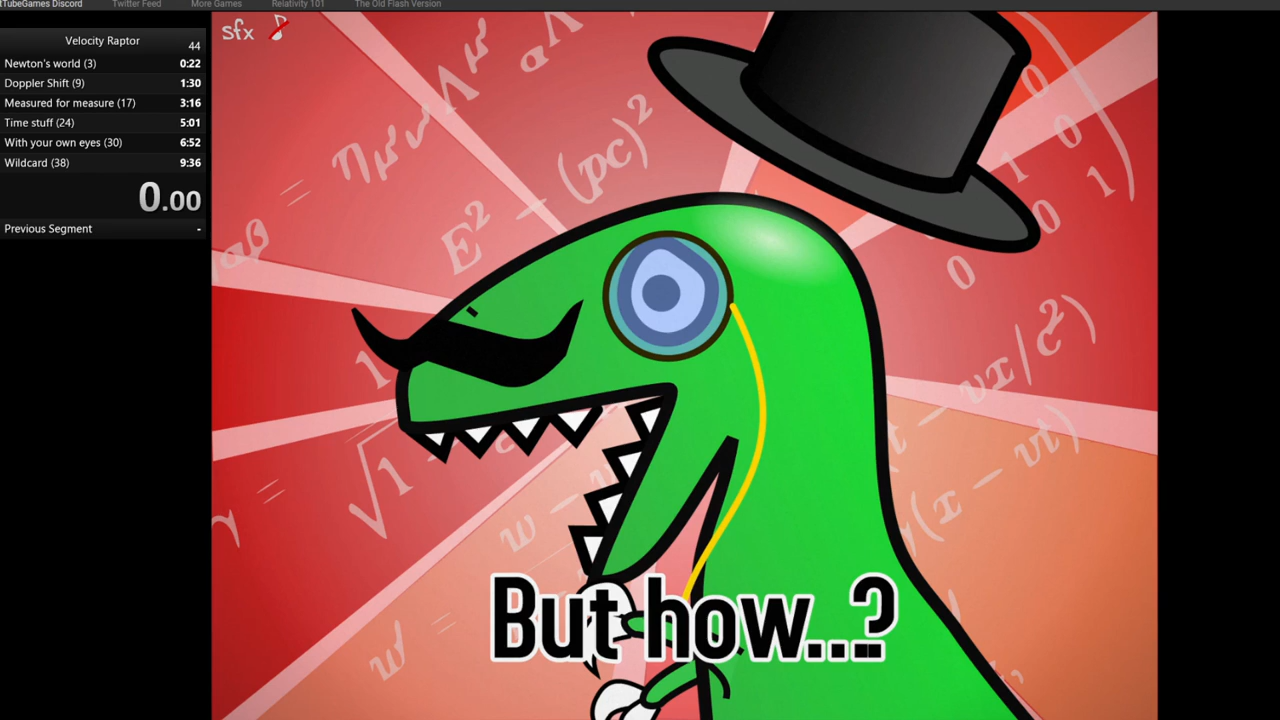 tTubeGames Discord Twitter Feed More Games Relativity 101 The Old Flash Version
Velocity Raptor 44
Newton's world (3) 0:22
Doppler Shift (9) 1:30
Measured for measure (17) 3:16
Time stuff (24) 5:01
With your own eyes (30) 6:52
Wildcard (38) 9:36
0.00
Previous Segment -
sfx
= ημν
E² − (pc)²
But how...?